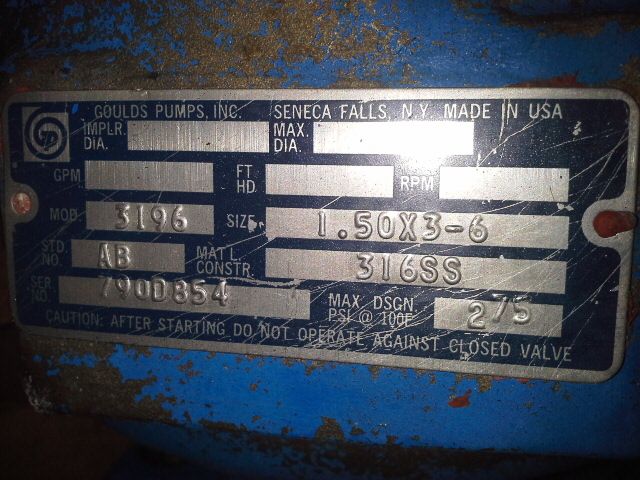 GOULDS PUMPS, INC. SENECA FALLS, N.Y. MADE IN USA
IMPLR. DIA. MAX. DIA.
GPM FT HD RPM
MOD 3196 SIZE 1.50X3-6
STD. NO. AB MAT'L. CONSTR. 316SS
SER. NO. 790D854 MAX DSGN PSI @ 100F 275
CAUTION: AFTER STARTING DO NOT OPERATE AGAINST CLOSED VALVE